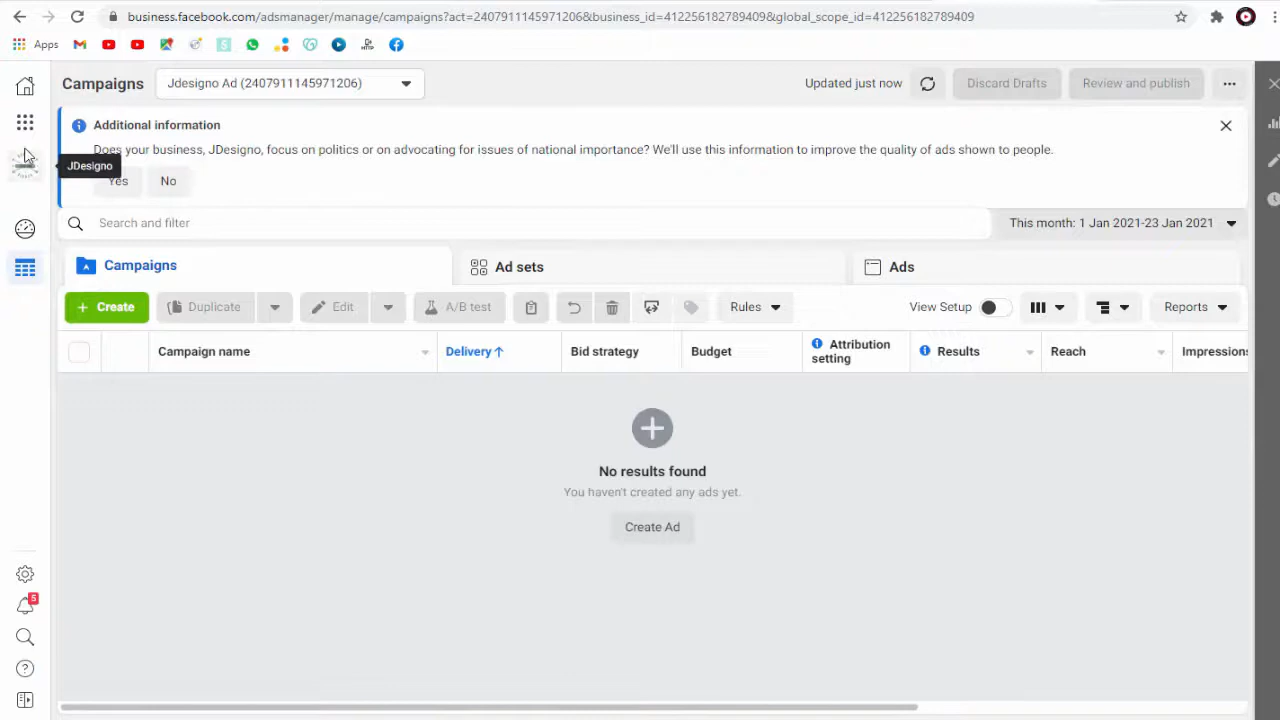 business.facebook.com/adsmanager/manage/campaigns?act=2407911145971206&business_id=412256182789409&global_scope_id=412256182789409
Apps
Campaigns
Jdesigno Ad (2407911145971206)
Updated just now
Discard Drafts
Review and publish
Additional information
Does your business, JDesigno, focus on politics or on advocating for issues of national importance? We'll use this information to improve the quality of ads shown to people.
JDesigno
Yes
No
Search and filter
This month: 1 Jan 2021-23 Jan 2021
Campaigns
Ad sets
Ads
+ Create
Duplicate
Edit
A/B test
Rules
View Setup
Reports
Campaign name
Delivery↑
Bid strategy
Budget
Attribution
setting
Results
Reach
Impressions
No results found
You haven't created any ads yet.
Create Ad
5